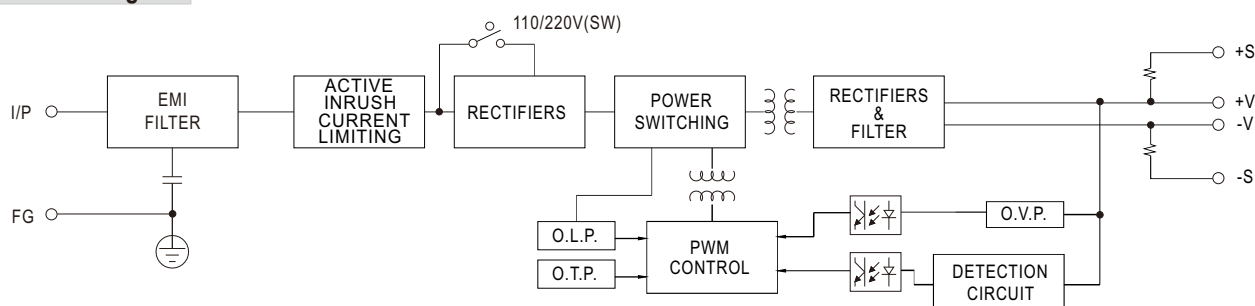 110/220V(SW)
I/P
EMI
FILTER
ACTIVE
INRUSH
CURRENT
LIMITING
RECTIFIERS
POWER
SWITCHING
RECTIFIERS
&
FILTER
+S
+V
-V
-S
FG
O.L.P.
O.T.P.
PWM
CONTROL
O.V.P.
DETECTION
CIRCUIT